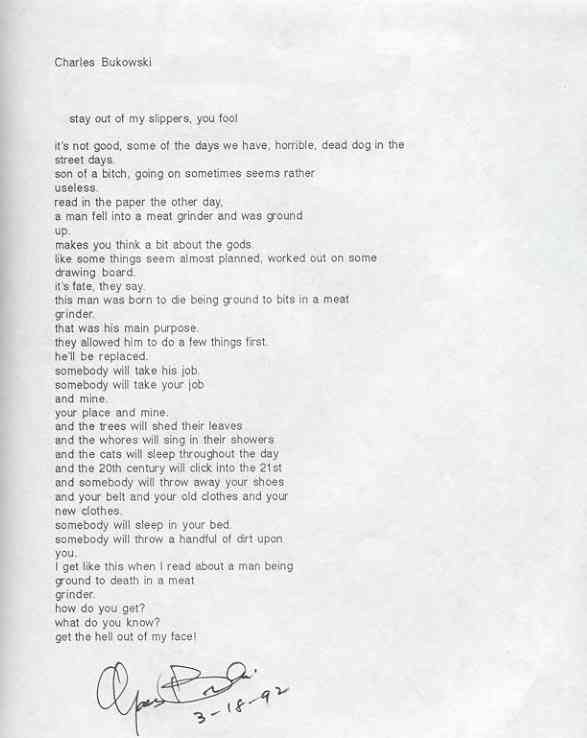 Charles Bukowski
stay out of my slippers, you fool
it's not good, some of the days we have, horrible, dead dog in the
street days.
son of a bitch, going on sometimes seems rather
useless.
read in the paper the other day,
a man fell into a meat grinder and was ground
up.
makes you think a bit about the gods.
like some things seem almost planned, worked out on some
drawing board.
it's fate, they say.
this man was born to die being ground to bits in a meat
grinder.
that was his main purpose.
they allowed him to do a few things first.
he'll be replaced.
somebody will take his job.
somebody will take your job
and mine.
your place and mine.
and the trees will shed their leaves
and the whores will sing in their showers
and the cats will sleep throughout the day
and the 20th century will click into the 21st
and somebody will throw away your shoes
and your belt and your old clothes and your
new clothes.
somebody will sleep in your bed.
somebody will throw a handful of dirt upon
you.
I get like this when I read about a man being
ground to death in a meat
grinder.
how do you get?
what do you know?
get the hell out of my face!
3-18-92